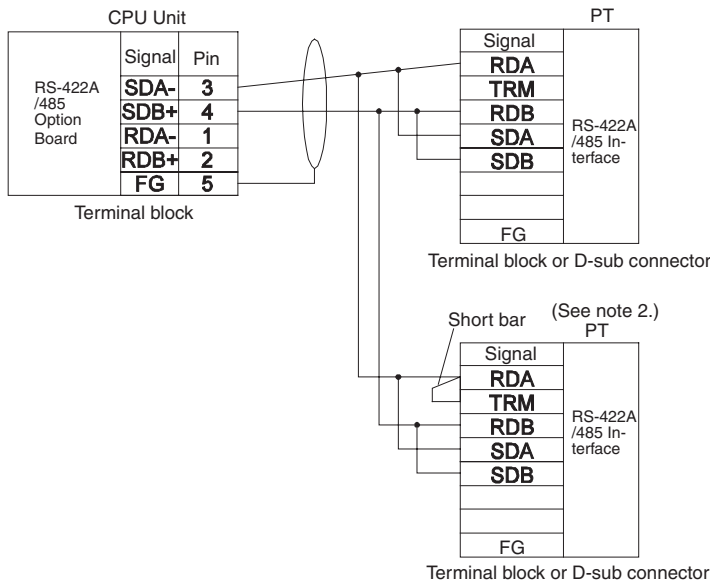 CPU Unit
Signal Pin
RS-422A
/485
Option
Board
SDA- 3
SDB+ 4
RDA- 1
RDB+ 2
FG 5
Terminal block
PT
Signal
RDA
TRM
RDB
SDA
SDB
FG
RS-422A
/485 In-
terface
Terminal block or D-sub connector
Short bar
(See note 2.)
PT
Signal
RDA
TRM
RDB
SDA
SDB
FG
RS-422A
/485 In-
terface
Terminal block or D-sub connector